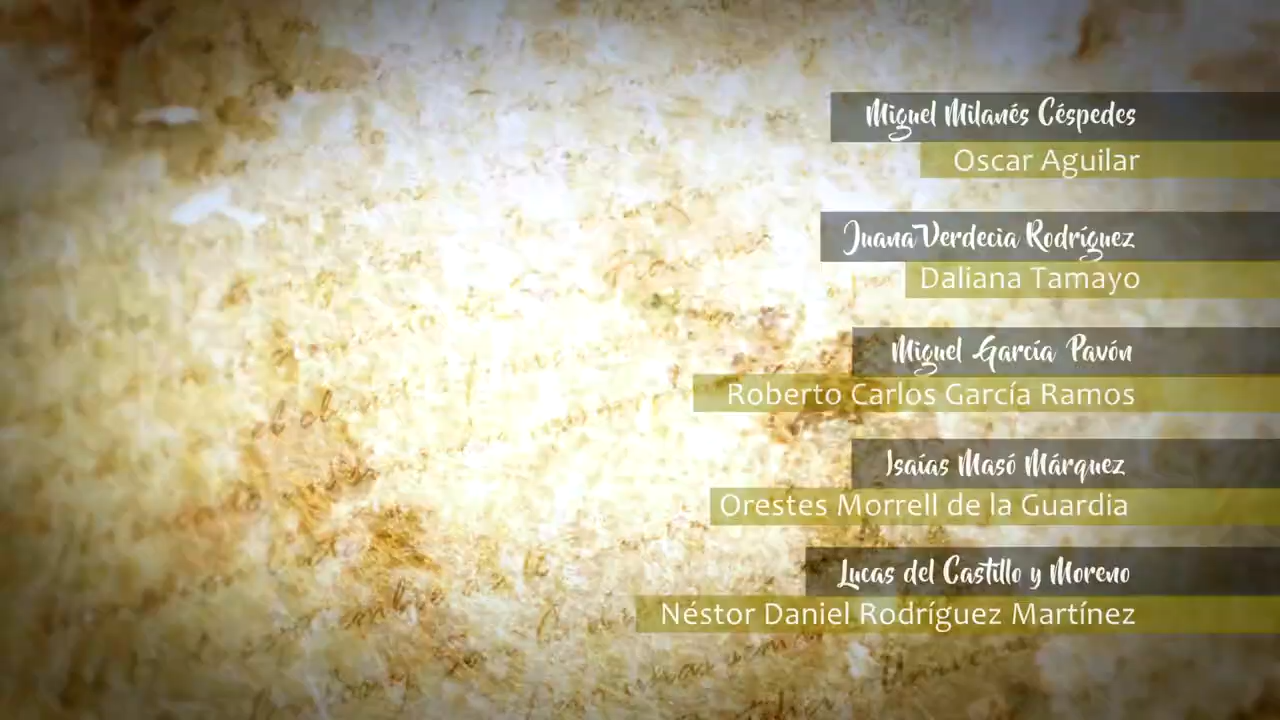 Miguel Milanés Céspedes
Oscar Aguilar
Juana Verdecia Rodríguez
Daliana Tamayo
Miguel García Pavón
Roberto Carlos García Ramos
Isaías Masó Márquez
Orestes Morrell de la Guardia
Lucas del Castillo y Moreno
Néstor Daniel Rodríguez Martínez